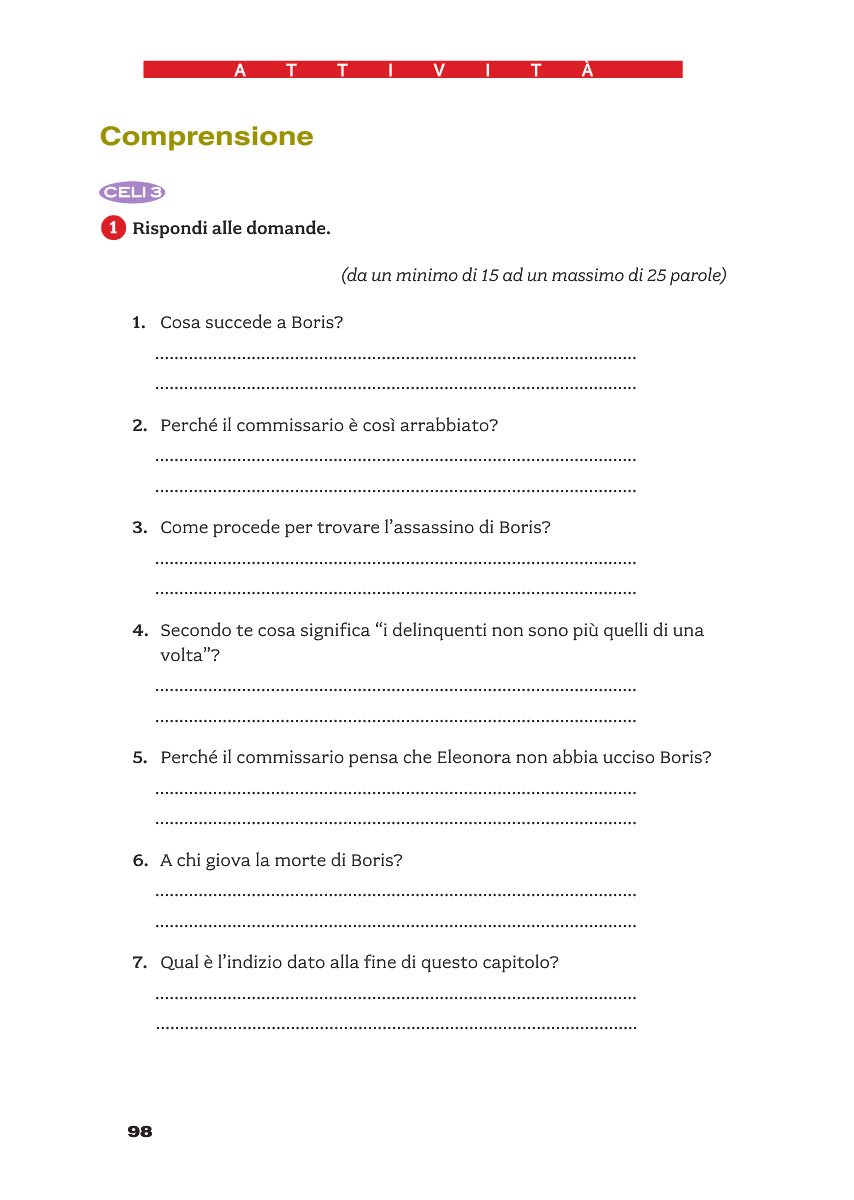 ATTIVITÀ
Comprensione
CELI 3
1 Rispondi alle domande.
(da un minimo di 15 ad un massimo di 25 parole)
1. Cosa succede a Boris?
2. Perché il commissario è così arrabbiato?
3. Come procede per trovare l’assassino di Boris?
4. Secondo te cosa significa “i delinquenti non sono più quelli di una
volta”?
5. Perché il commissario pensa che Eleonora non abbia ucciso Boris?
6. A chi giova la morte di Boris?
7. Qual è l’indizio dato alla fine di questo capitolo?
98